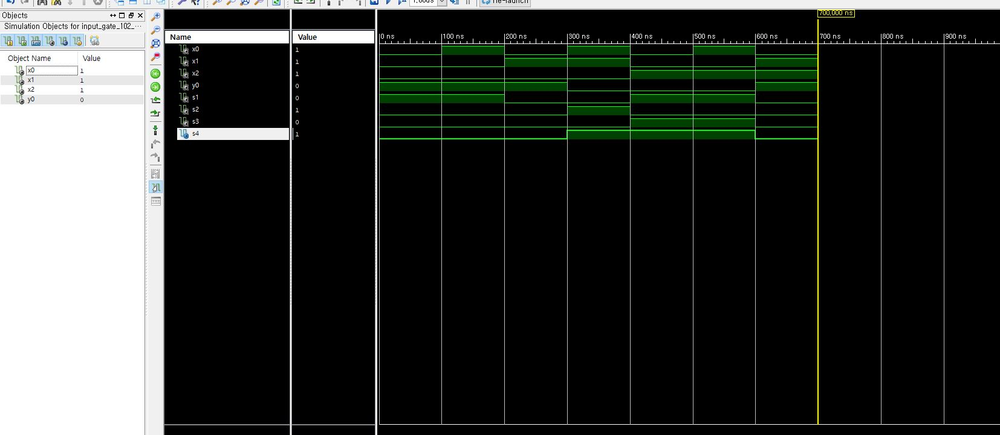 Re-launch
Objects
Simulation Objects for input_gate_102_...
Object Name Value
x0 1
x1 1
x2 1
y0 0
Name Value
x0 1
x1 1
x2 1
y0 0
s1 0
s2 1
s3 0
s4 1
700,000 ns
0 ns 100 ns 200 ns 300 ns 400 ns 500 ns 600 ns 700 ns 800 ns 900 ns